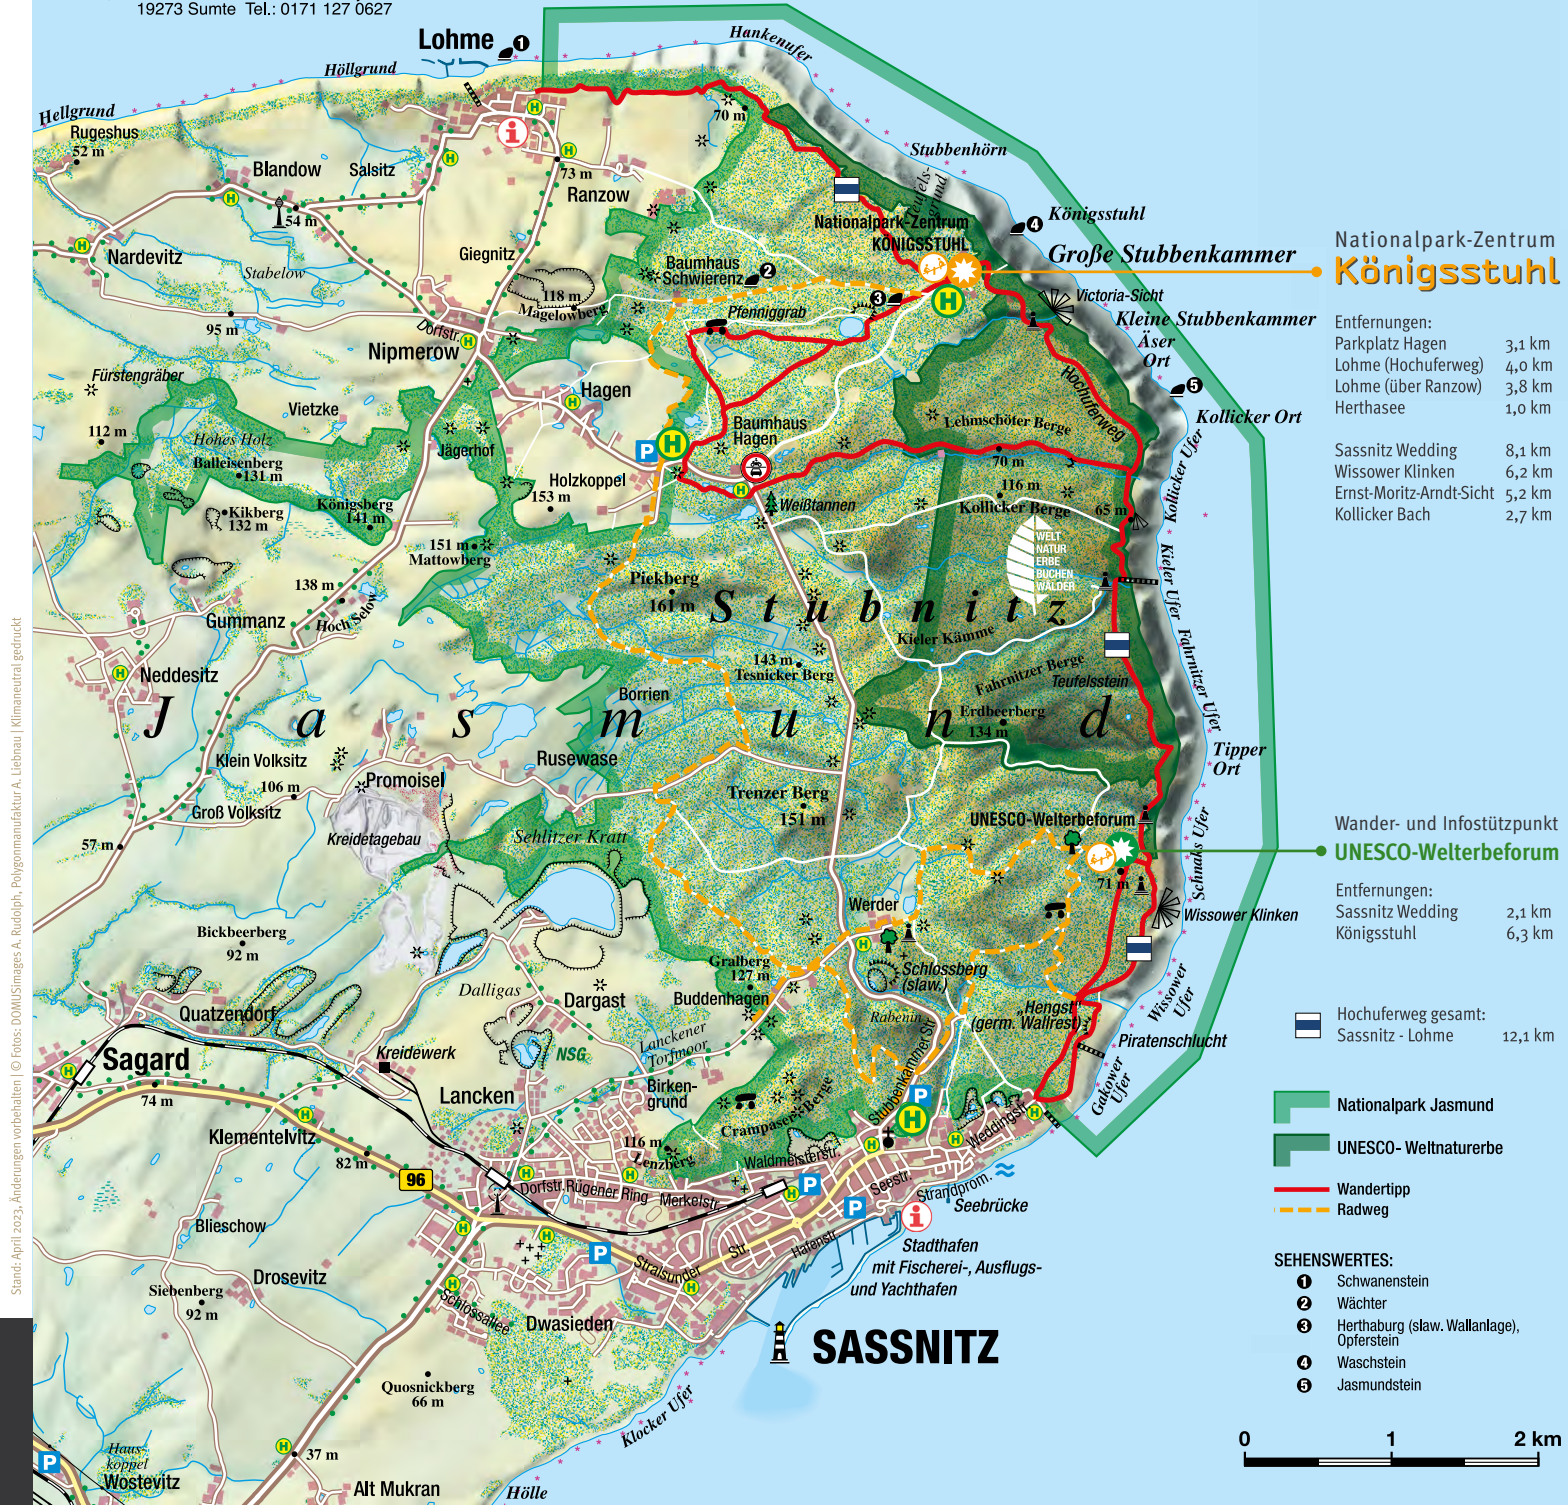 19273 Sumte Tel.: 0171 127 0627
Lohme
1
Hankenufer
Höllgrund
Hellgrund
Rugeshus
52 m
Blandow
Salsitz
54 m
73 m
Ranzow
70 m
Stubbenhörn
Teufels-
grund
Nationalpark-Zentrum
KÖNIGSSTUHL
4
Königsstuhl
Große Stubbenkammer
Nardevitz
Stabelow
Giegnitz
Baumhaus
Schwierenz
2
118 m
Magelowberg
3
Pfenniggrab
Victoria-Sicht
Kleine Stubbenkammer
Äser
Ort
95 m
Dorfstr.
Nipmerow
Fürstengräber
Hagen
5
Kollicker Ort
Hochuferweg
Vietzke
112 m
Hohes Holz
Balleisenberg
131 m
Jägerhof
Baumhaus
Hagen
Lehmschöter Berge
70 m
Kollicker Ufer
Holzkoppel
153 m
Königsberg
141 m
Kikberg
132 m
Weißtannen
116 m
Kollicker Berge
65 m
WELT
NATUR
ERBE
BUCHEN
WÄLDER
151 m
Mattowberg
Kieler Ufer
138 m
Hoch Selow
Gummanz
Piekberg
161 m
Stubnitz
Kieler Kämme
Fahrnitzer Ufer
143 m
Tesnicker Berg
Fahrnitzer Berge
Teufelsstein
Neddesitz
Borrien
Jasmund
Erdbeerberg
134 m
Tipper
Ort
Klein Volksitz
106 m
Groß Volksitz
Promoisel
Rusewase
57 m
Kreidetagebau
Sehlitzer Kratt
Trenzer Berg
151 m
UNESCO-Welterbeforum
71 m
Schnaks Ufer
Wissower Klinken
Werder
Bickbeerberg
92 m
Gralberg
127 m
Buddenhagen
Schlossberg
(slaw.)
Rabenin
„Hengst“
(germ. Wallrest)
Wissower
Ufer
Piratenschlucht
Gakower
Ufer
Dalligas
Dargast
Quatzendorf
Lanckener
Torfmoor
NSG
Kreidewerk
Sagard
74 m
Lancken
Birken-
grund
Crampaser Berge
Stubbenkammerstr.
Weddingstr.
Klementelvitz
82 m
96
116 m
Lenzberg
Waldmeisterstr.
Dorfstr.
Rügener Ring
Merkelstr.
Seestr.
Strandprom.
Seebrücke
Blieschow
Stralsunder
Str.
Hafenstr.
Stadthafen
mit Fischerei-, Ausflugs-
und Yachthafen
Drosevitz
Siebenberg
92 m
Schlossallee
Dwasieden
SASSNITZ
Quosnickberg
66 m
Klocker Ufer
37 m
Haus-
koppel
Wostevitz
Alt Mukran
Hölle
Nationalpark-Zentrum
Königsstuhl
Entfernungen:
Parkplatz Hagen 3,1 km
Lohme (Hochuferweg) 4,0 km
Lohme (über Ranzow) 3,8 km
Herthasee 1,0 km
Sassnitz Wedding 8,1 km
Wissower Klinken 6,2 km
Ernst-Moritz-Arndt-Sicht 5,2 km
Kollicker Bach 2,7 km
Wander- und Infostützpunkt
UNESCO-Welterbeforum
Entfernungen:
Sassnitz Wedding 2,1 km
Königsstuhl 6,3 km
Hochuferweg gesamt:
Sassnitz - Lohme 12,1 km
Nationalpark Jasmund
UNESCO- Weltnaturerbe
Wandertipp
Radweg
SEHENSWERTES:
1 Schwanenstein
2 Wächter
3 Herthaburg (slaw. Wallanlage),
Opferstein
4 Waschstein
5 Jasmundstein
0 1 2 km
Stand: April 2023, Änderungen vorbehalten | © Fotos: DOMUSimages A. Rudolph, Polygonmanufaktur A. Liebnau | Klimaneutral gedruckt